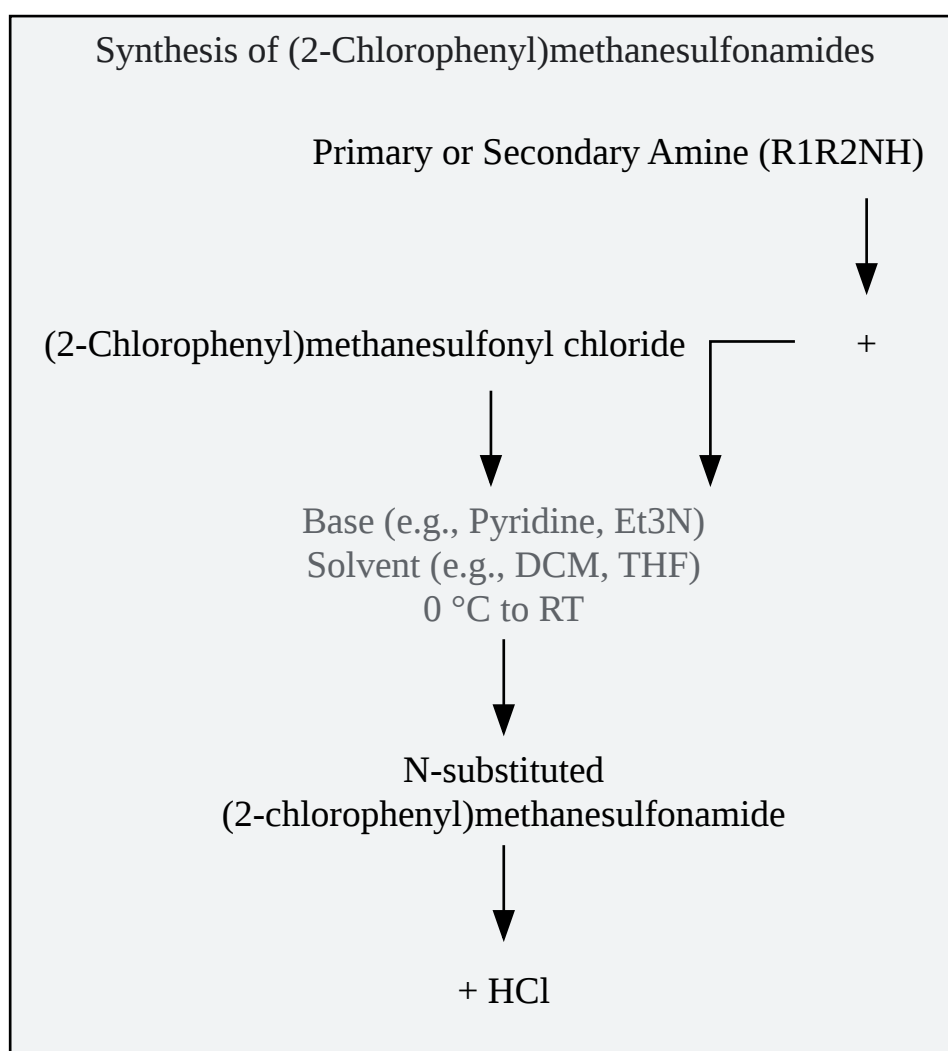 Synthesis of (2-Chlorophenyl)methanesulfonamides
Primary or Secondary Amine (R1R2NH)
(2-Chlorophenyl)methanesulfonyl chloride +
Base (e.g., Pyridine, Et3N)
Solvent (e.g., DCM, THF)
0 °C to RT
N-substituted
(2-chlorophenyl)methanesulfonamide
+ HCl